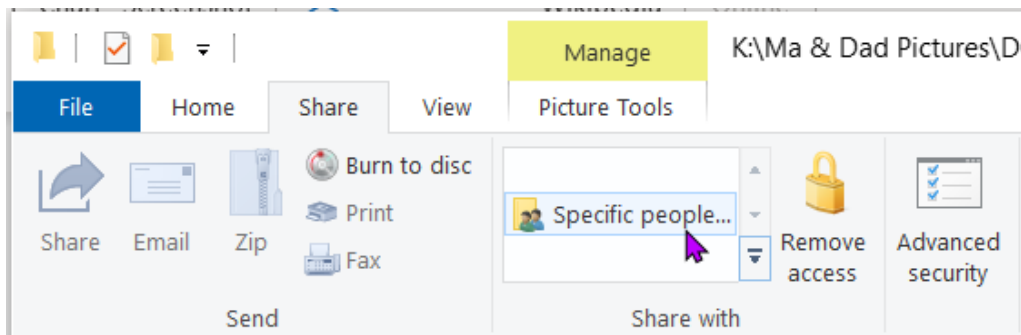 Manage
K:\Ma & Dad Pictures\D
File
Home
Share
View
Picture Tools
Share
Email
Zip
Burn to disc
Print
Fax
Send
Specific people...
Remove
access
Share with
Advanced
security